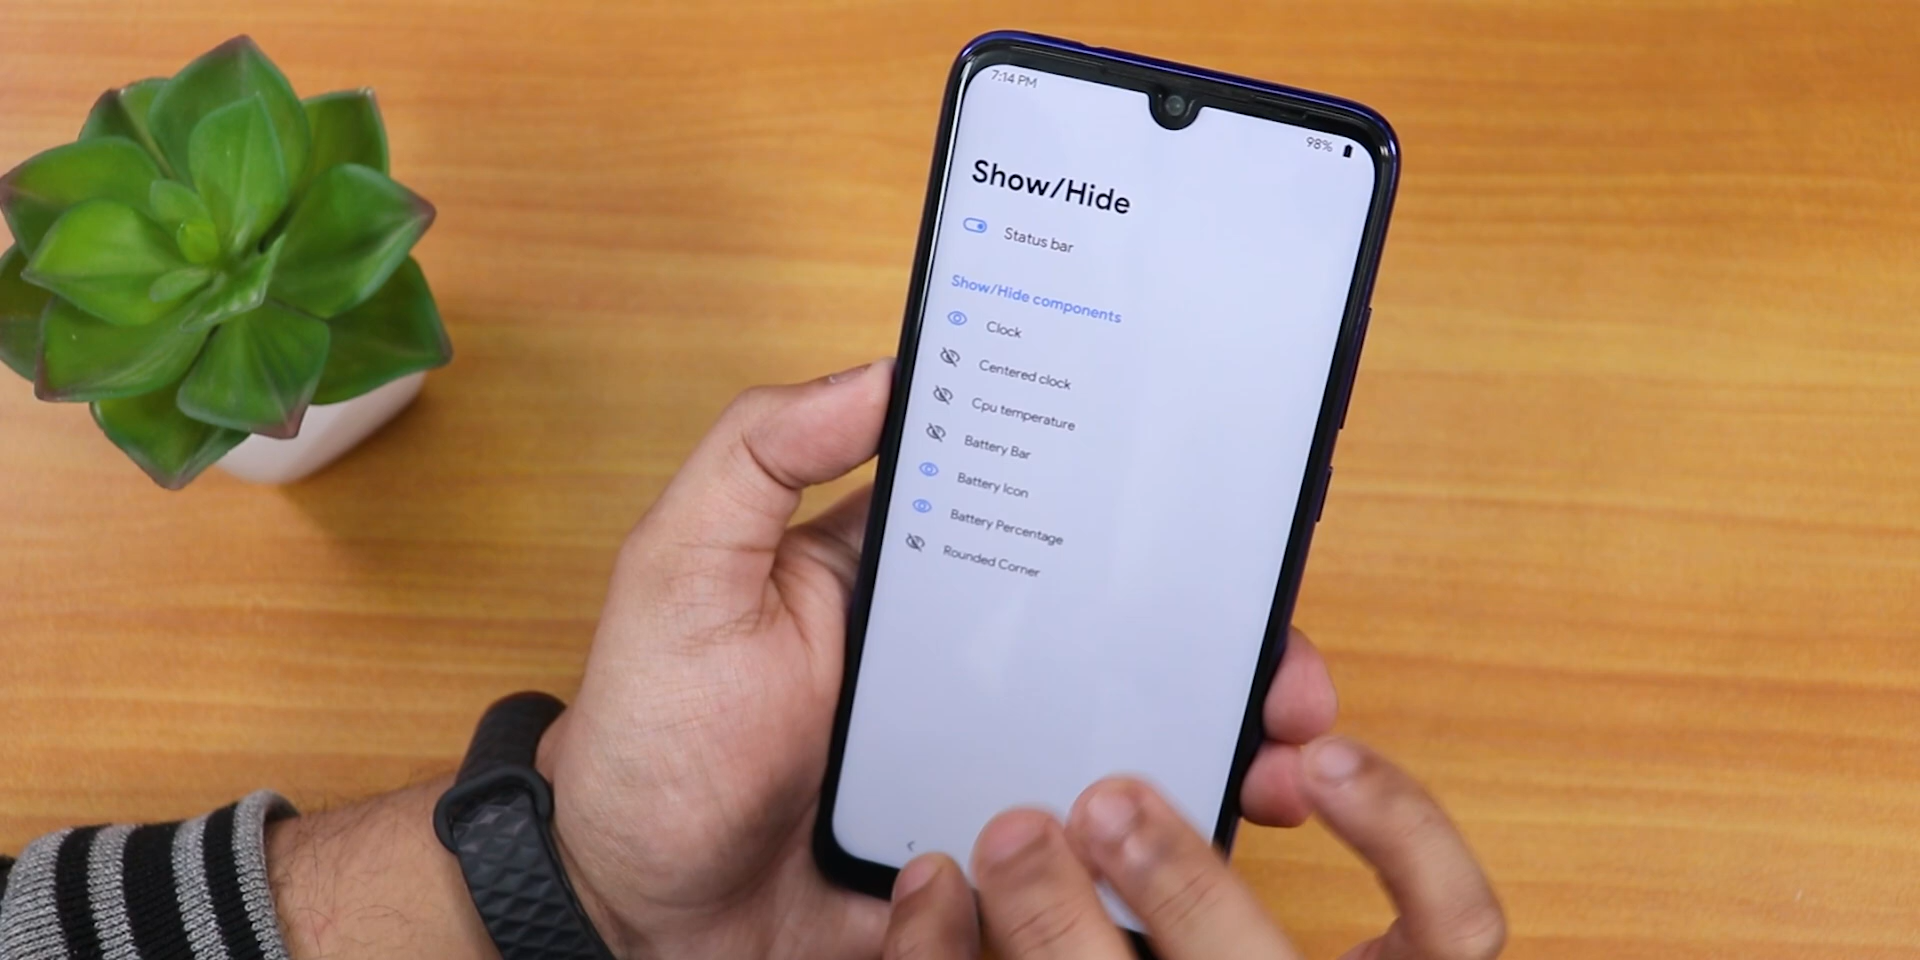 7:14 PM
98%
Show/Hide
Status bar
Show/Hide components
Clock
Centered clock
Cpu temperature
Battery Bar
Battery Icon
Battery Percentage
Rounded Corner